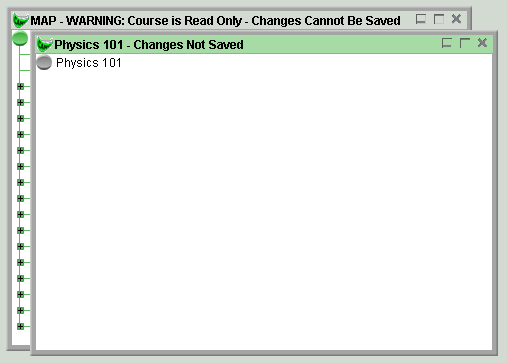 MAP - WARNING: Course is Read Only - Changes Cannot Be Saved
Physics 101 - Changes Not Saved
Physics 101